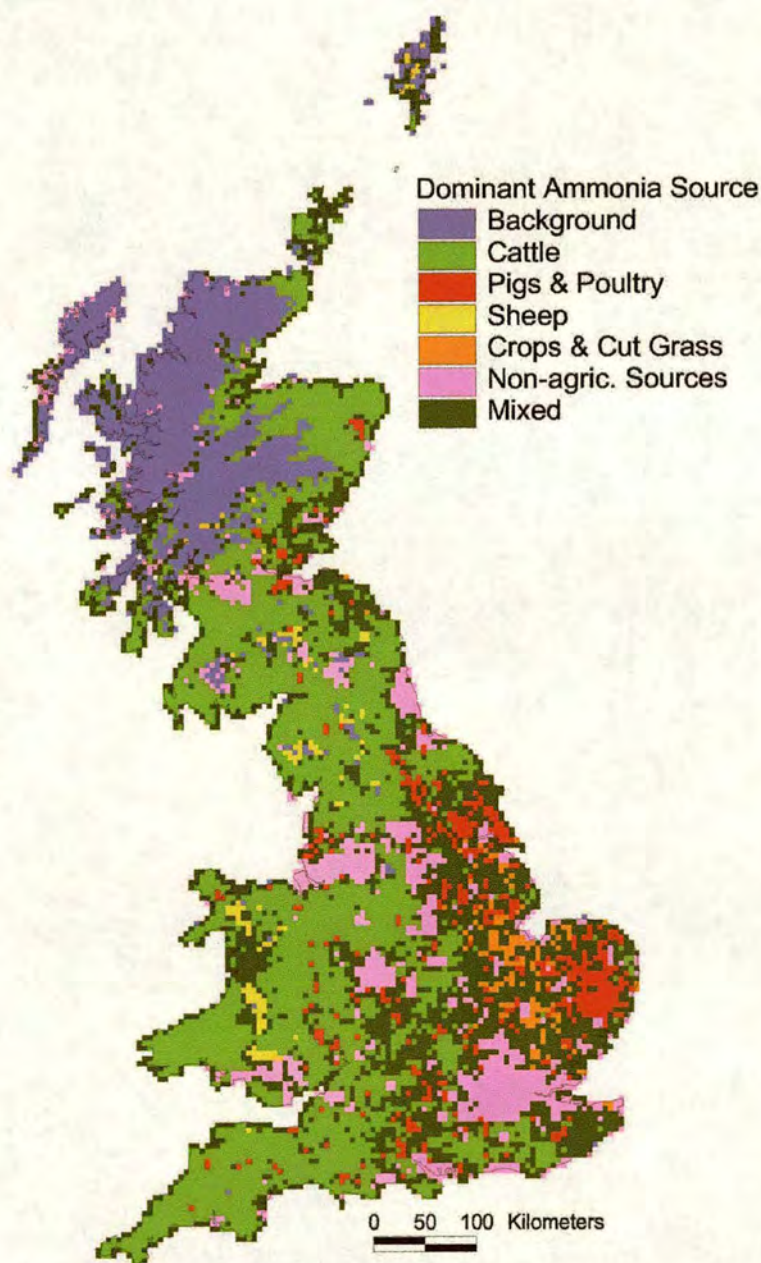 Dominant Ammonia Source
Background
Cattle
Pigs & Poultry
Sheep
Crops & Cut Grass
Non-agric. Sources
Mixed
0 50 100 Kilometers